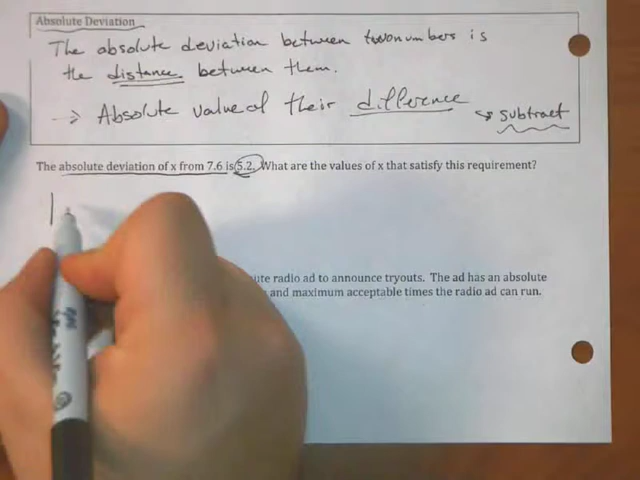 Absolute Deviation
The absolute deviation between two numbers is
the distance between them.
→ Absolute value of their difference → subtract
The absolute deviation of x from 7.6 is 5.2. What are the values of x that satisfy this requirement?
ute radio ad to announce tryouts. The ad has an absolute
and maximum acceptable times the radio ad can run.